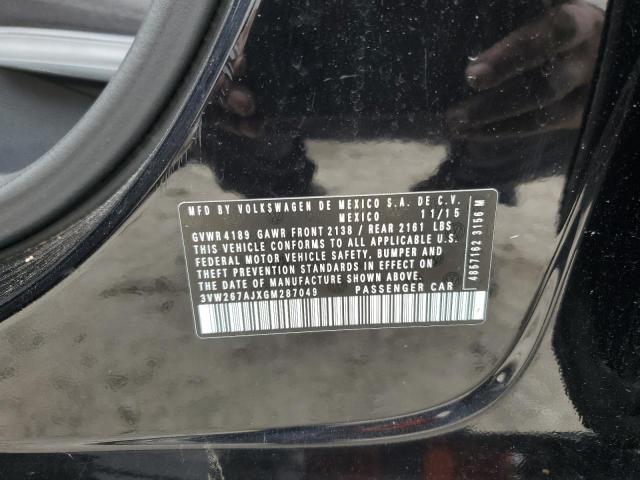 MFD BY VOLKSWAGEN DE MEXICO S.A. DE C.V.
MEXICO 11/15
GVWR 4189 GAWR FRONT 2138 / REAR 2161 LBS
THIS VEHICLE CONFORMS TO ALL APPLICABLE U.S.
FEDERAL MOTOR VEHICLE SAFETY, BUMPER AND
THEFT PREVENTION STANDARDS IN EFFECT
ON THE DATE OF MANUFACTURE SHOWN ABOVE.
3VW267AJXGM287049 PASSENGER CAR
4657162 3156 M